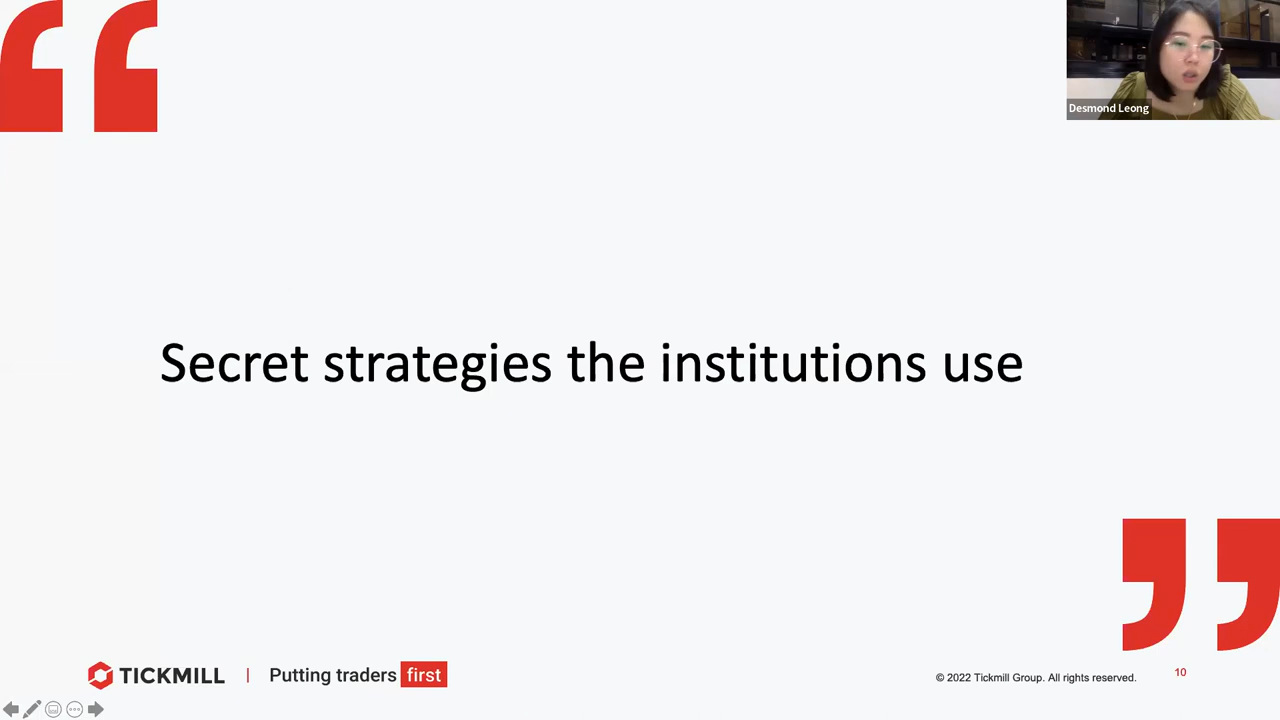 Desmond Leong
Secret strategies the institutions use
TICKMILL | Putting traders first
© 2022 Tickmill Group. All rights reserved.
10